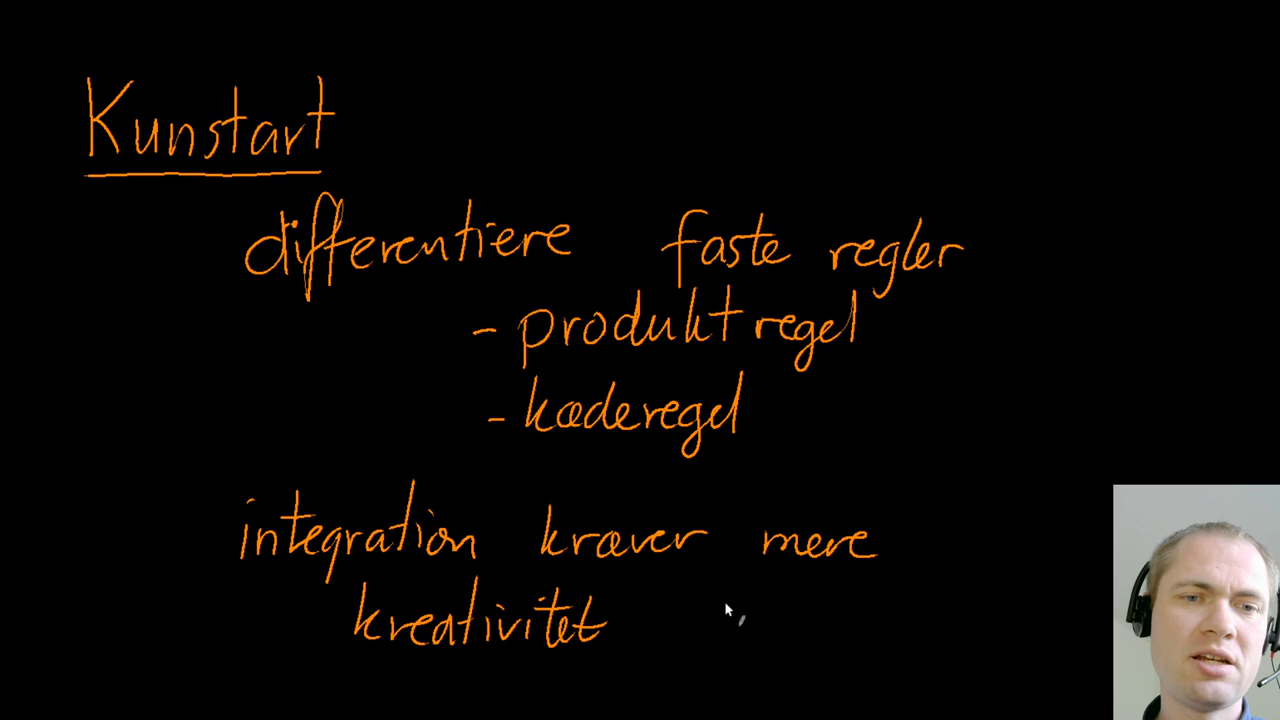 Kunstart
differentiere faste regler
- produktregel
- kæderegel
integration kræver mere
kreativitet